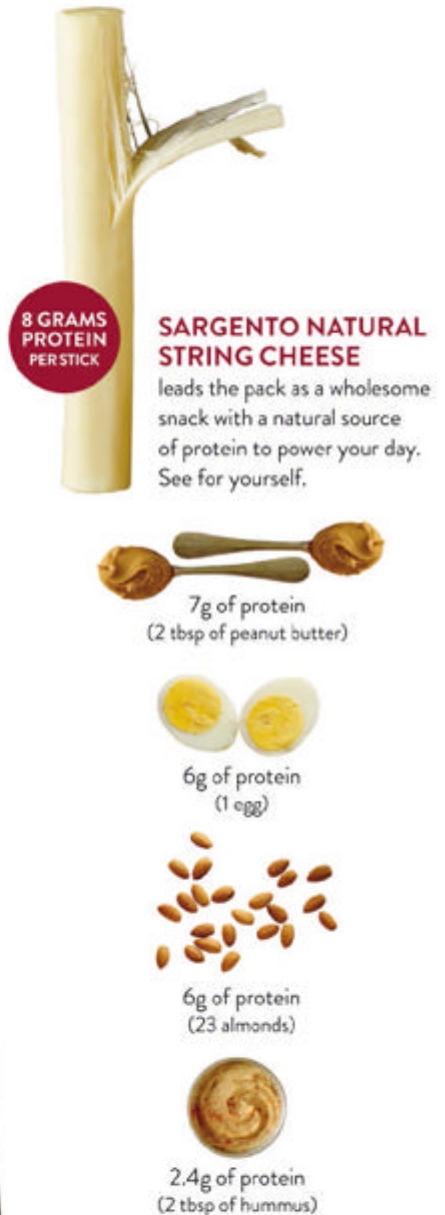 8 GRAMS
PROTEIN
PER STICK
SARGENTO NATURAL
STRING CHEESE
leads the pack as a wholesome
snack with a natural source
of protein to power your day.
See for yourself.
7g of protein
(2 tbsp of peanut butter)
6g of protein
(1 egg)
6g of protein
(23 almonds)
2.4g of protein
(2 tbsp of hummus)